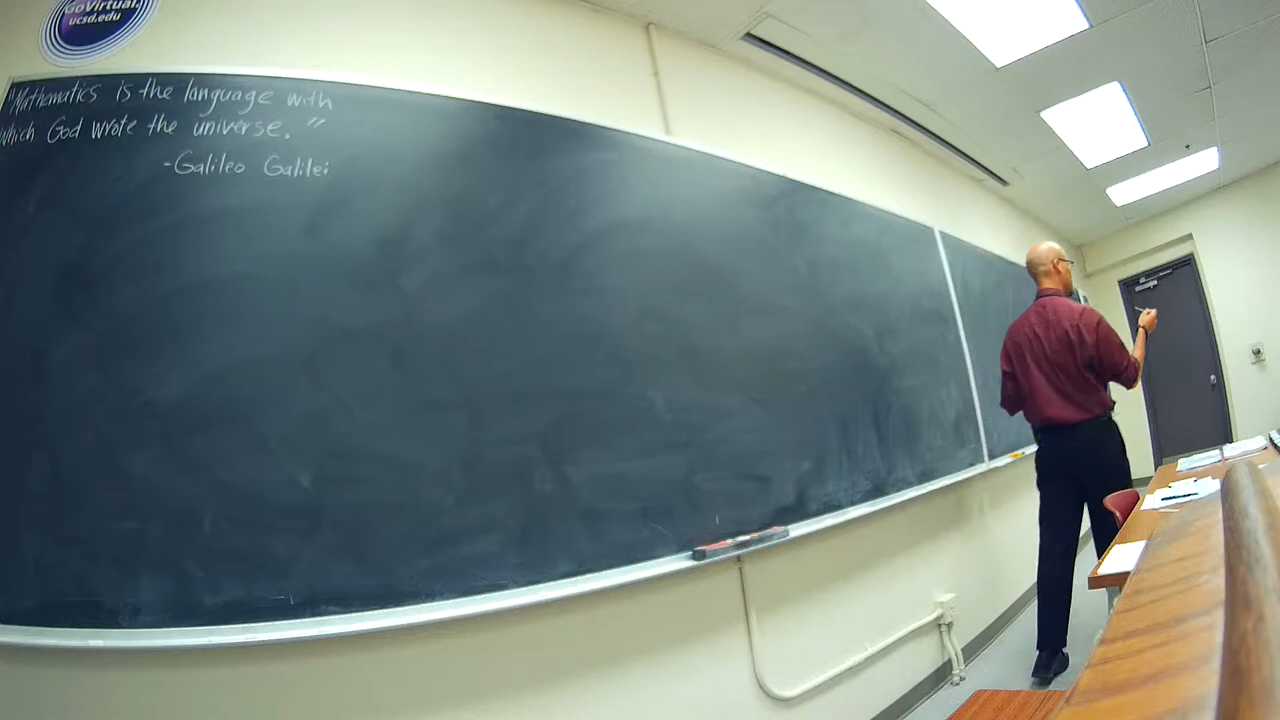 GoVirtual.
ucsd.edu
"Mathematics is the language with
which God wrote the universe."
-Galileo Galilei